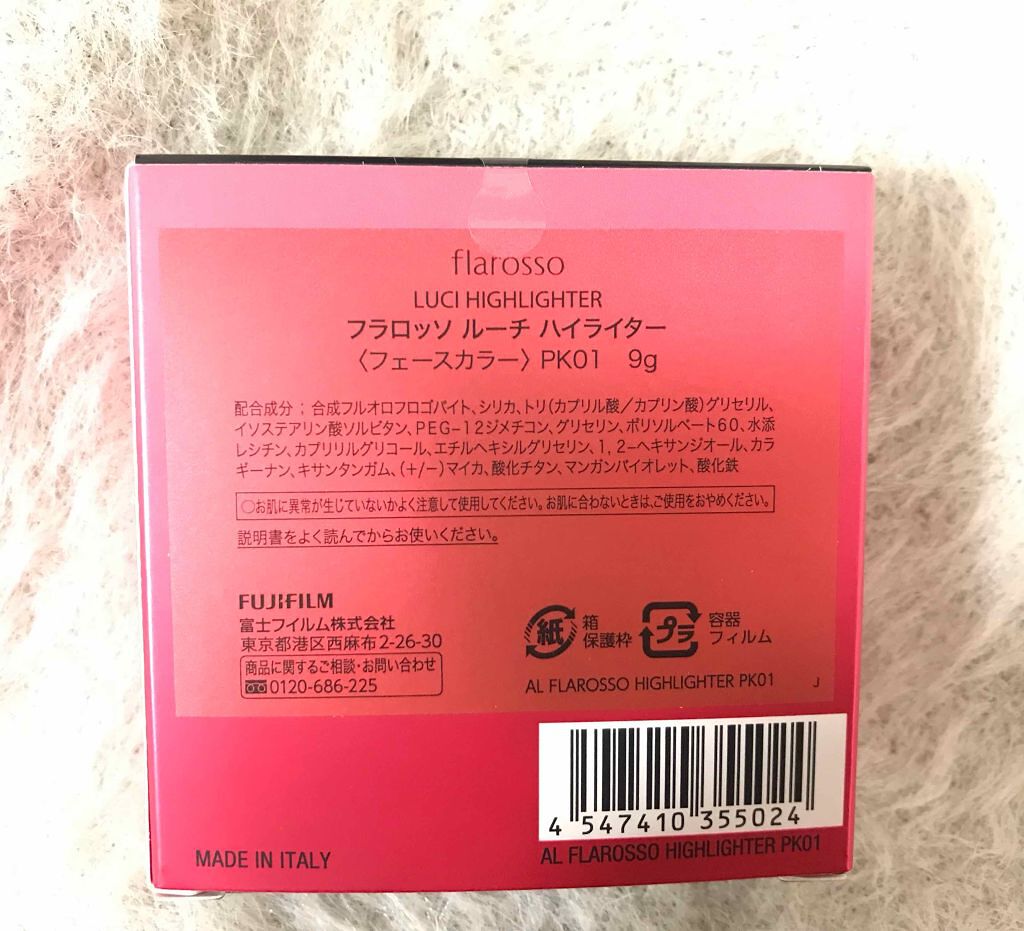 flarosso
LUCI HIGHLIGHTER
フラロッソ ルーチ ハイライター
〈フェースカラー〉PK01 9g
配合成分：合成フルオロフロゴパイト、シリカ、トリ(カプリル酸／カプリン酸)グリセリル、
イソステアリン酸ソルビタン、PEG-12ジメチコン、グリセリン、ポリソルベート60、水添
レシチン、カプリリルグリコール、エチルヘキシルグリセリン、1，2-ヘキサンジオール、カラ
ギーナン、キサンタンガム、(+/-)マイカ、酸化チタン、マンガンバイオレット、酸化鉄
○お肌に異常が生じていないかよく注意して使用してください。お肌に合わないときは、ご使用をおやめください。
説明書をよく読んでからお使いください。
FUJIFILM
富士フイルム株式会社
東京都港区西麻布2-26-30
商品に関するご相談・お問い合わせ
0120-686-225
紙 箱
保護枠
プラ 容器
フィルム
AL FLAROSSO HIGHLIGHTER PK01 J
4 547410 355024
AL FLAROSSO HIGHLIGHTER PK01
MADE IN ITALY